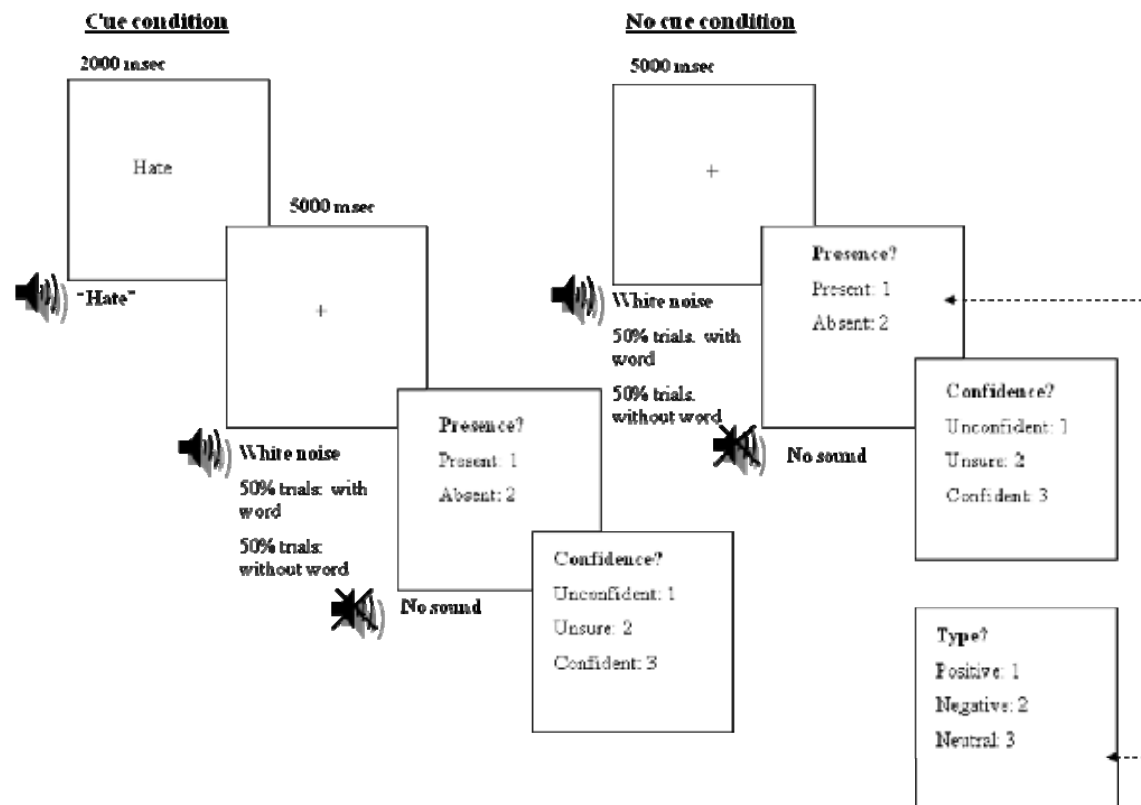 Cue condition
2000 msec
Hate
"Hate"
5000 msec
+
White noise
50% trials: with
word
50% trials:
without word
Presence?
Present: 1
Absent: 2
No sound
Confidence?
Unconfident: 1
Unsure: 2
Confident: 3
No cue condition
5000 msec
+
White noise
50% trials. with
word
50% trials.
without word
Presence?
Present: 1
Absent: 2
No sound
Confidence?
Unconfident: 1
Unsure: 2
Confident: 3
Type?
Positive: 1
Negative: 2
Neutral: 3